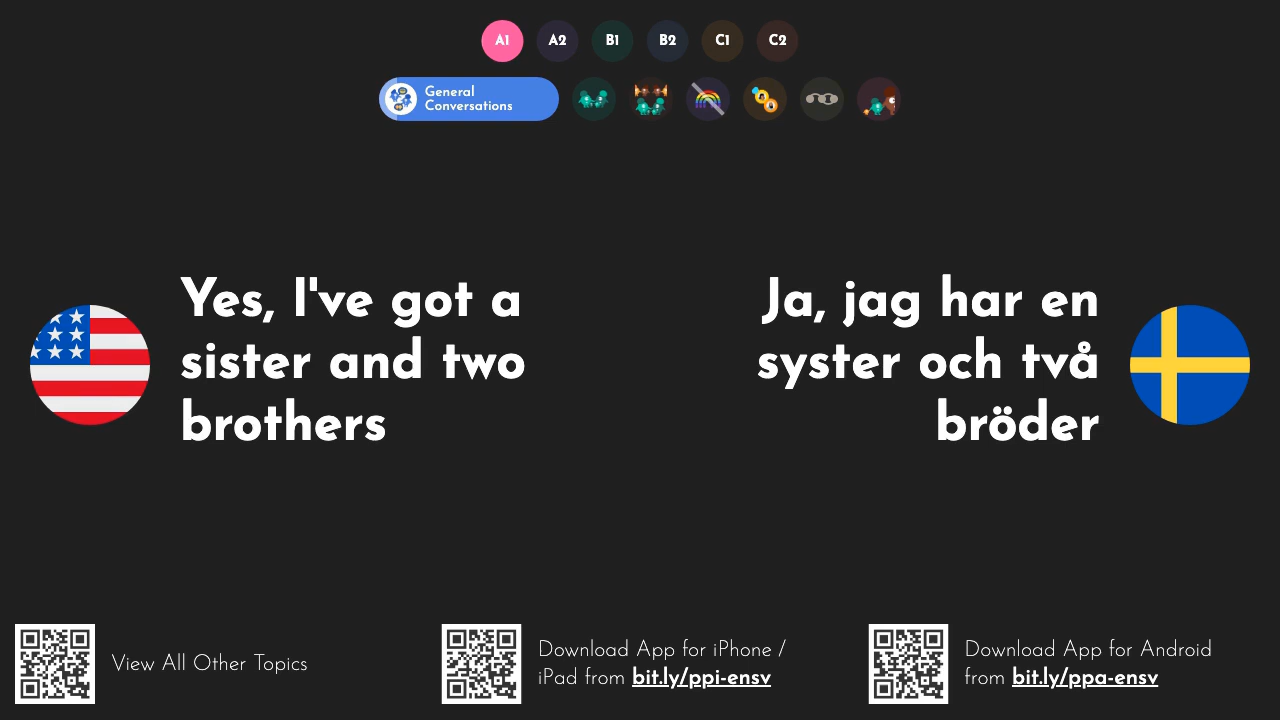 A1 A2 B1 B2 C1 C2
General
Conversations
Yes, I've got a
sister and two
brothers
Ja, jag har en
syster och två
bröder
View All Other Topics
Download App for iPhone /
iPad from bit.ly/ppi-ensv
Download App for Android
from bit.ly/ppa-ensv